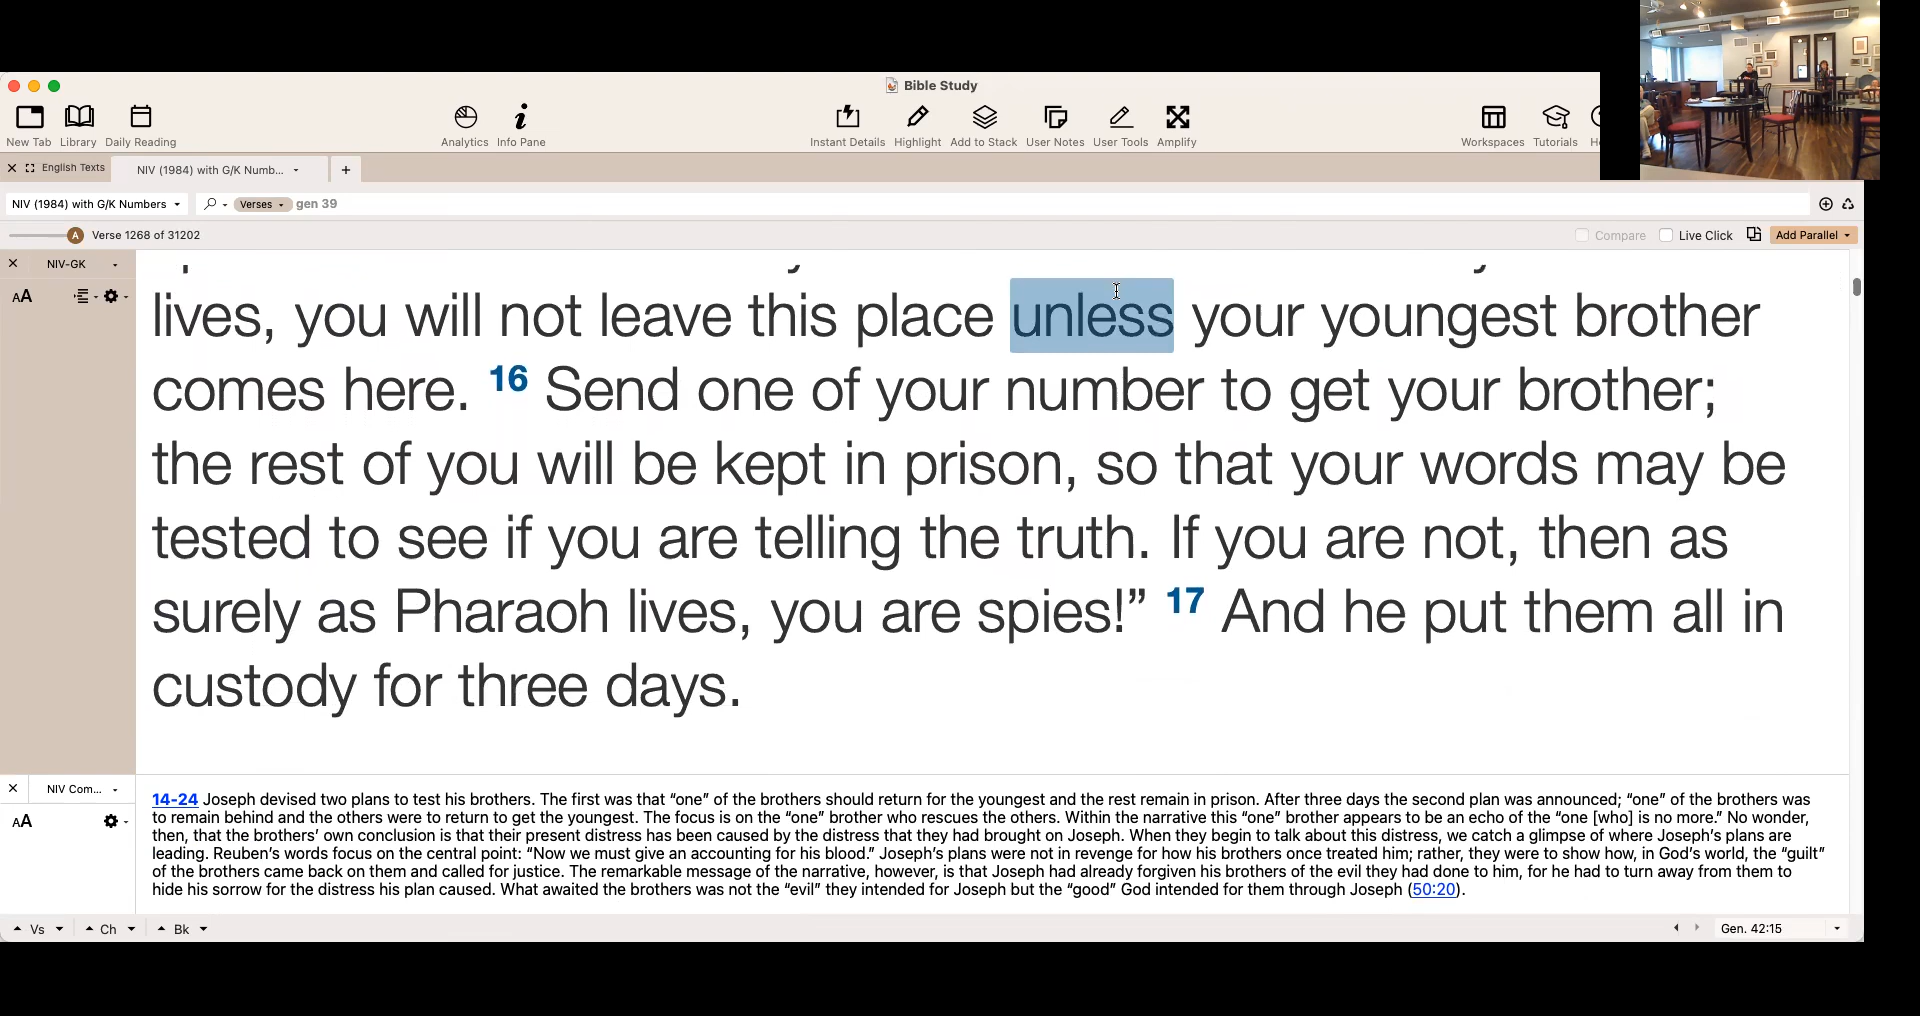 Bible Study
New Tab Library Daily Reading Analytics Info Pane Instant Details Highlight Add to Stack User Notes User Tools Amplify Workspaces Tutorials
English Texts NIV (1984) with G/K Numb...
NIV (1984) with G/K Numbers Verses gen 39
A Verse 1268 of 31202 Compare Live Click Add Parallel
NIV-GK
AA
lives, you will not leave this place unless your youngest brother
comes here. 16 Send one of your number to get your brother;
the rest of you will be kept in prison, so that your words may be
tested to see if you are telling the truth. If you are not, then as
surely as Pharaoh lives, you are spies!” 17 And he put them all in
custody for three days.
NIV Com...
AA
14-24 Joseph devised two plans to test his brothers. The first was that “one” of the brothers should return for the youngest and the rest remain in prison. After three days the second plan was announced; “one” of the brothers was
to remain behind and the others were to return to get the youngest. The focus is on the “one” brother who rescues the others. Within the narrative this “one” brother appears to be an echo of the “one [who] is no more.” No wonder,
then, that the brothers’ own conclusion is that their present distress has been caused by the distress that they had brought on Joseph. When they begin to talk about this distress, we catch a glimpse of where Joseph’s plans are
leading. Reuben’s words focus on the central point: “Now we must give an accounting for his blood.” Joseph’s plans were not in revenge for how his brothers once treated him; rather, they were to show how, in God’s world, the “guilt”
of the brothers came back on them and called for justice. The remarkable message of the narrative, however, is that Joseph had already forgiven his brothers of the evil they had done to him, for he had to turn away from them to
hide his sorrow for the distress his plan caused. What awaited the brothers was not the “evil” they intended for Joseph but the “good” God intended for them through Joseph (50:20).
Vs Ch Bk Gen. 42:15